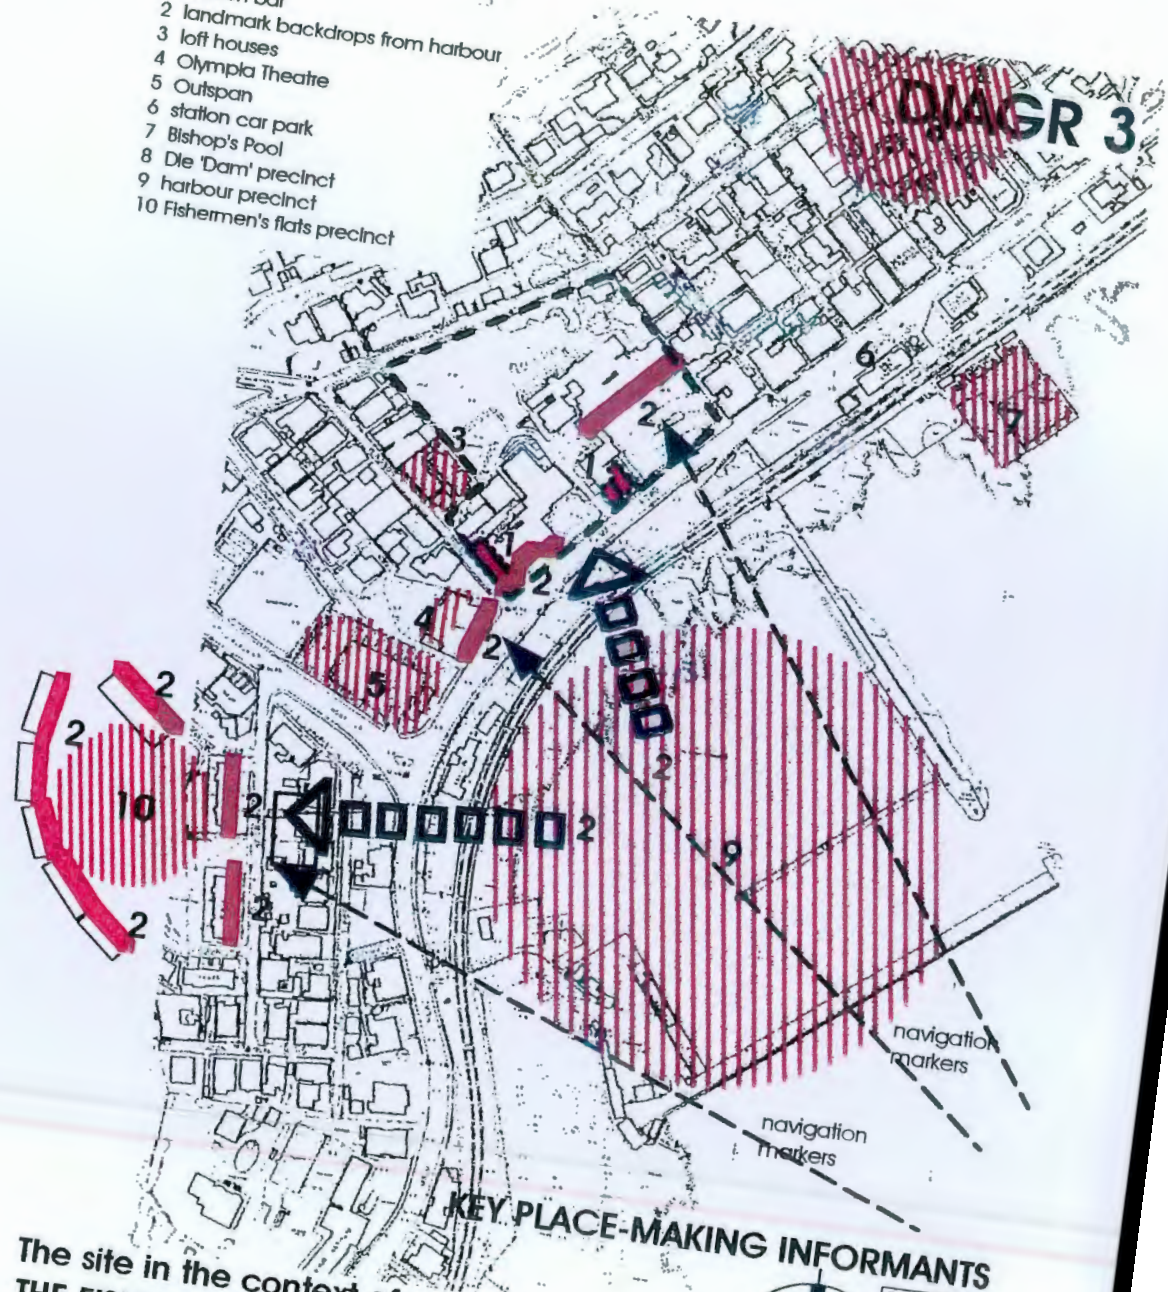 2 landmark backdrops from harbour
3 loft houses
4 Olympia Theatre
5 Outspan
6 station car park
7 Bishop's Pool
8 Die 'Dam' precinct
9 harbour precinct
10 Fishermen's flats precinct
DIAGR 3
6
7
2
3
1
1
2
4
2
5
2
2
2
10
2
2
9
2
2
navigation
markers
navigation
markers
KEY PLACE-MAKING INFORMANTS
The site in the context of
THE